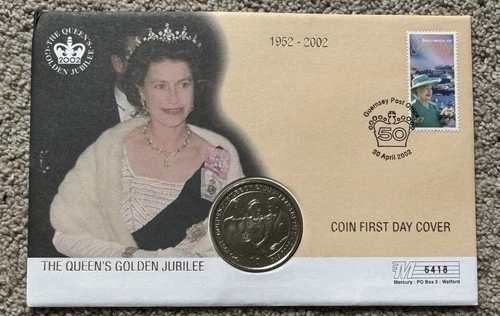 THE QUEEN'S
GOLDEN JUBILEE
2002
1952 - 2002
BAILIWICK OF
Guernsey Post Office
50
30 April 2002
COIN FIRST DAY COVER
THE QUEEN'S GOLDEN JUBILEE
M 6418
Mercury : PO Box 5 : Watford